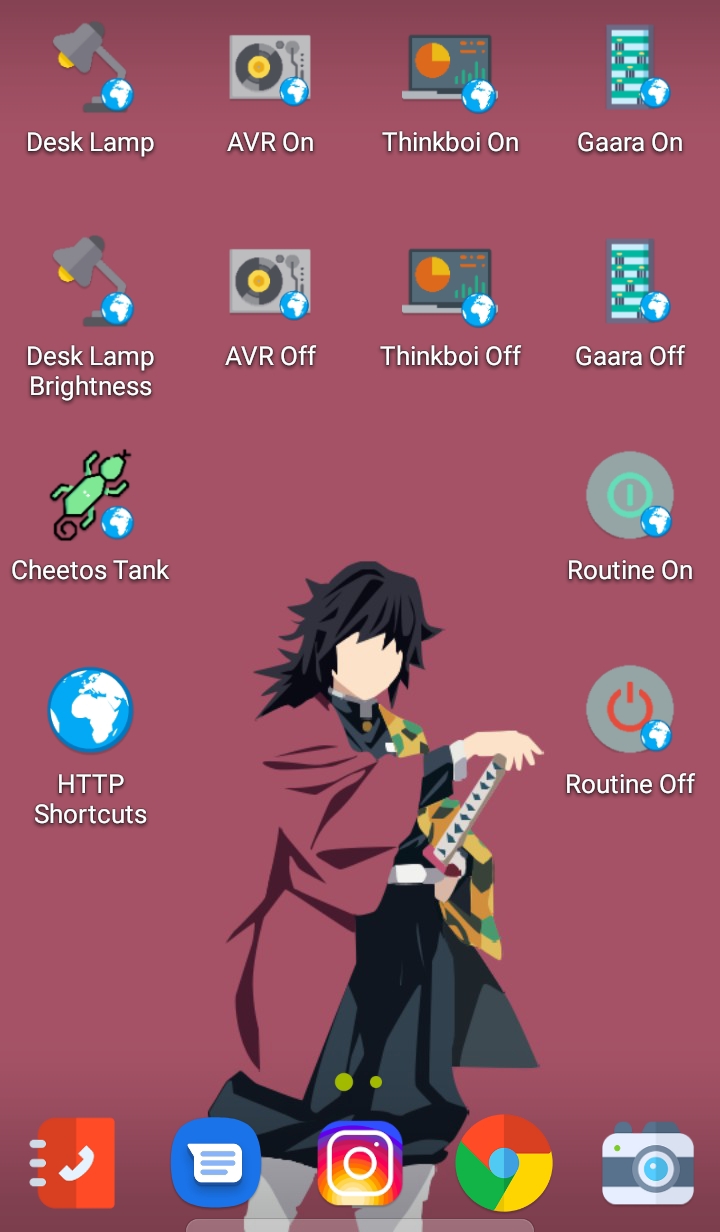 Desk Lamp
AVR On
Thinkboi On
Gaara On
Desk Lamp
Brightness
AVR Off
Thinkboi Off
Gaara Off
Cheetos Tank
Routine On
HTTP
Shortcuts
Routine Off